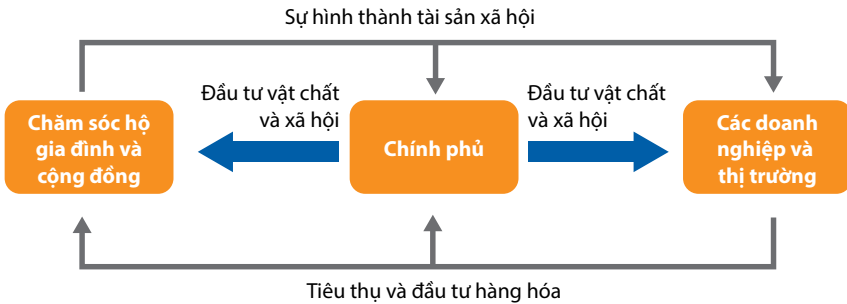 Sự hình thành tài sản xã hội
Đầu tư vật chất
và xã hội
Đầu tư vật chất
và xã hội
Chăm sóc hộ
gia đình và
cộng đồng
Chính phủ
Các doanh
nghiệp và
thị trường
Tiêu thụ và đầu tư hàng hóa